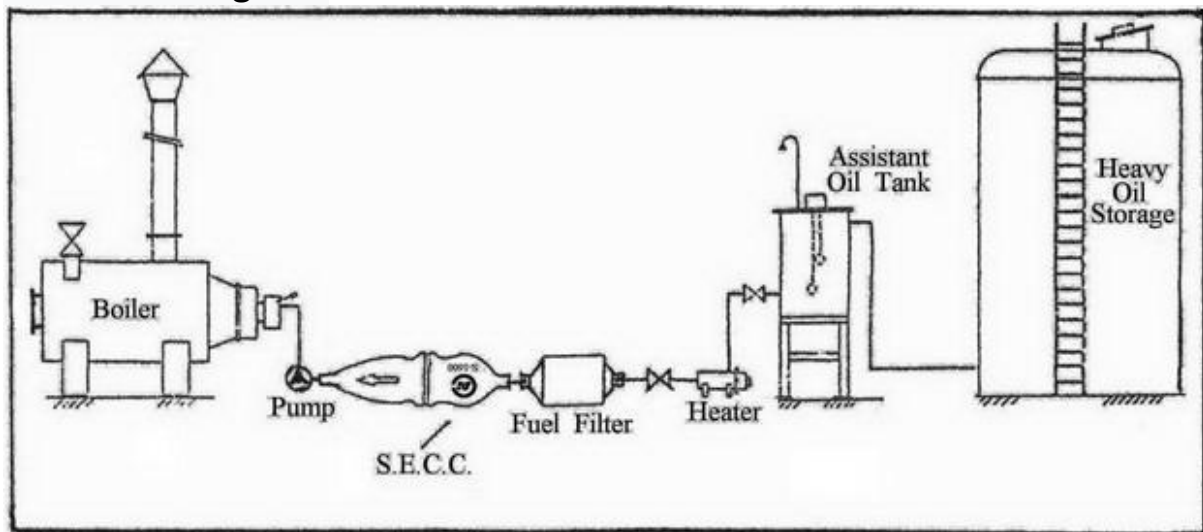 Assistant
Oil Tank
Heavy
Oil
Storage
Boiler
Pump
Fuel Filter
Heater
S.E.C.C.